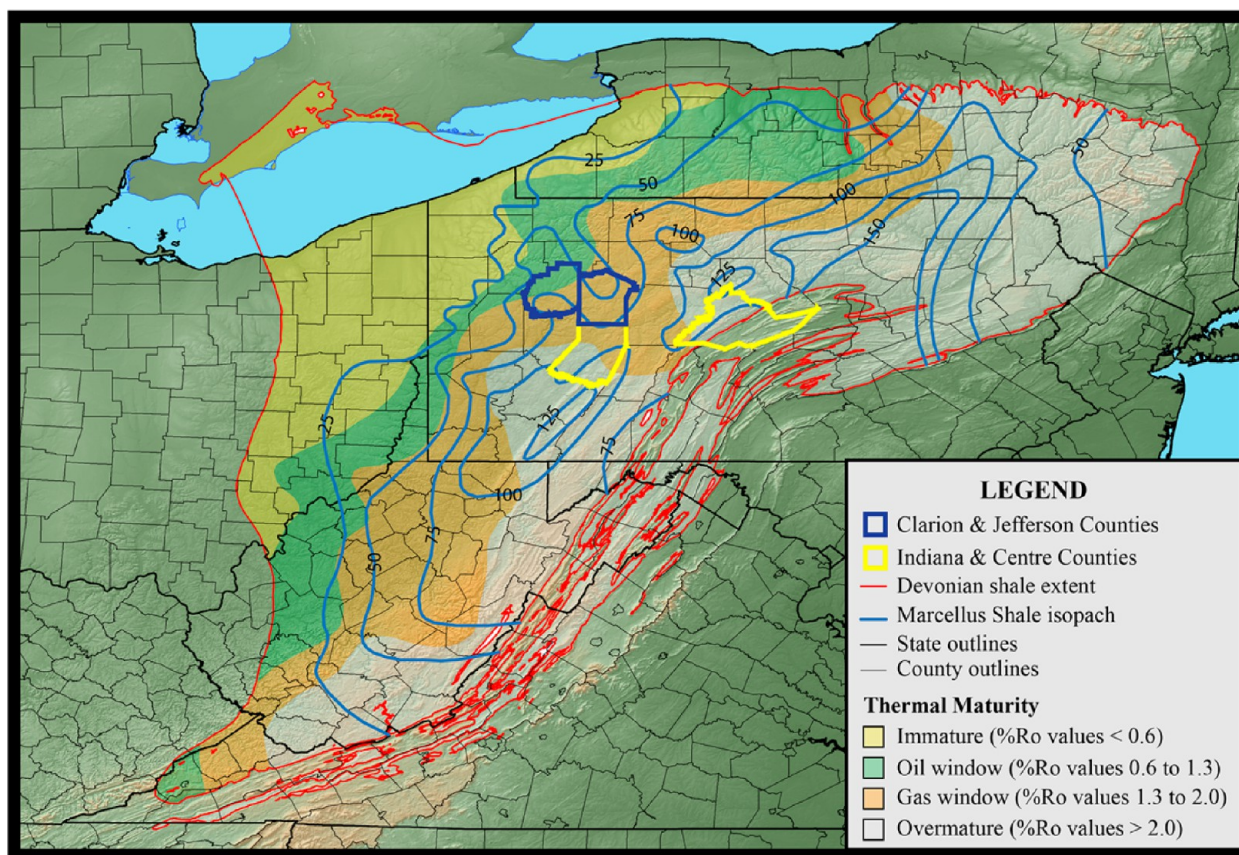 25
50
50
75
100
100
150
125
25
125
75
100
75
50
LEGEND
Clarion & Jefferson Counties
Indiana & Centre Counties
Devonian shale extent
Marcellus Shale isopach
State outlines
County outlines
Thermal Maturity
Immature (%Ro values < 0.6)
Oil window (%Ro values 0.6 to 1.3)
Gas window (%Ro values 1.3 to 2.0)
Overmature (%Ro values > 2.0)